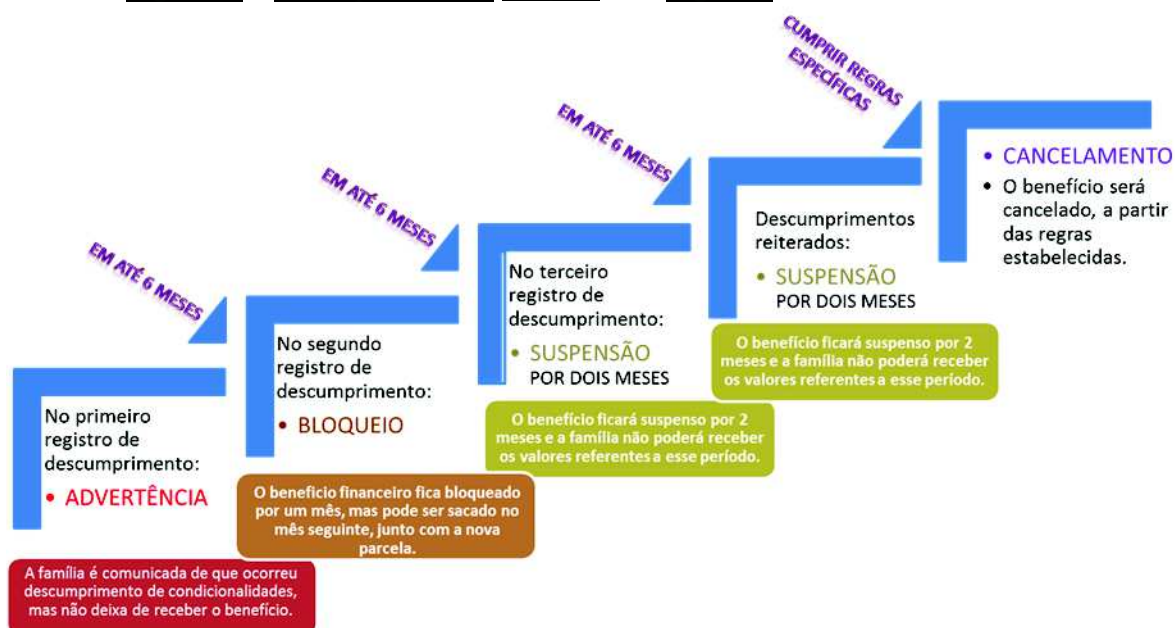 EM ATÉ 6 MESES
No primeiro
registro de
descumprimento:
• ADVERTÊNCIA
A família é comunicada de que ocorreu
descumprimento de condicionalidades,
mas não deixa de receber o benefício.
EM ATÉ 6 MESES
No segundo
registro de
descumprimento:
• BLOQUEIO
O beneficio financeiro fica bloqueado
por um mês, mas pode ser sacado no
mês seguinte, junto com a nova
parcela.
EM ATÉ 6 MESES
No terceiro
registro de
descumprimento:
• SUSPENSÃO
POR DOIS MESES
O benefício ficará suspenso por 2
meses e a família não poderá receber
os valores referentes a esse período.
CUMPRIR REGRAS
ESPECÍFICAS
Descumprimentos
reiterados:
• SUSPENSÃO
POR DOIS MESES
O benefício ficará suspenso por 2
meses e a família não poderá receber
os valores referentes a esse período.
• CANCELAMENTO
• O benefício será
cancelado, a partir
das regras
estabelecidas.